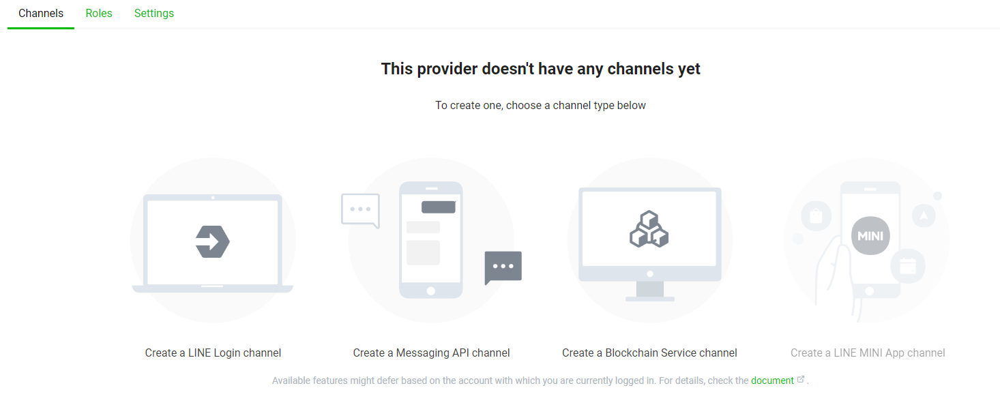 Channels Roles Settings
This provider doesn't have any channels yet
To create one, choose a channel type below
MINI
Create a LINE Login channel Create a Messaging API channel Create a Blockchain Service channel Create a LINE MINI App channel
Available features might defer based on the account with which you are currently logged in. For details, check the document .